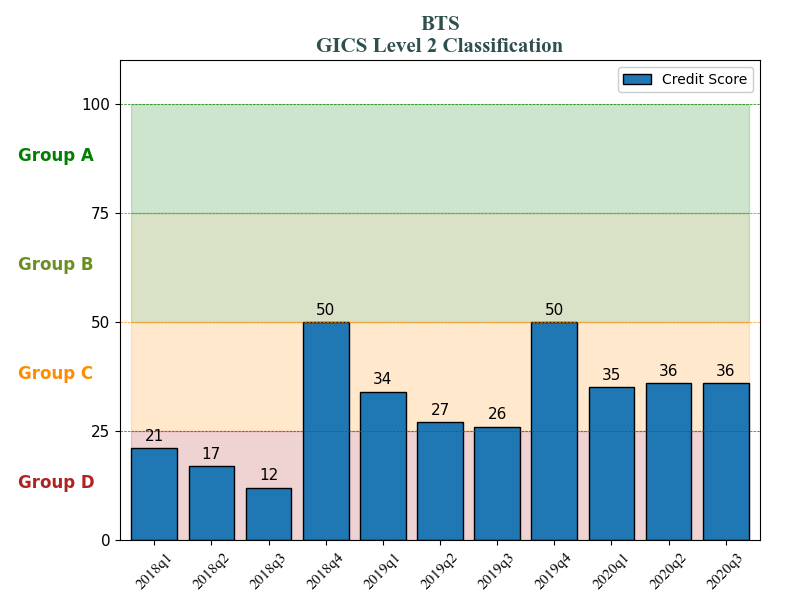 BTS
GICS Level 2 Classification
Credit Score
100
Group A
75
Group B
50
Group C
25
Group D
0
21
17
12
50
34
27
26
50
35
36
36
2018q1
2018q2
2018q3
2018q4
2019q1
2019q2
2019q3
2019q4
2020q1
2020q2
2020q3